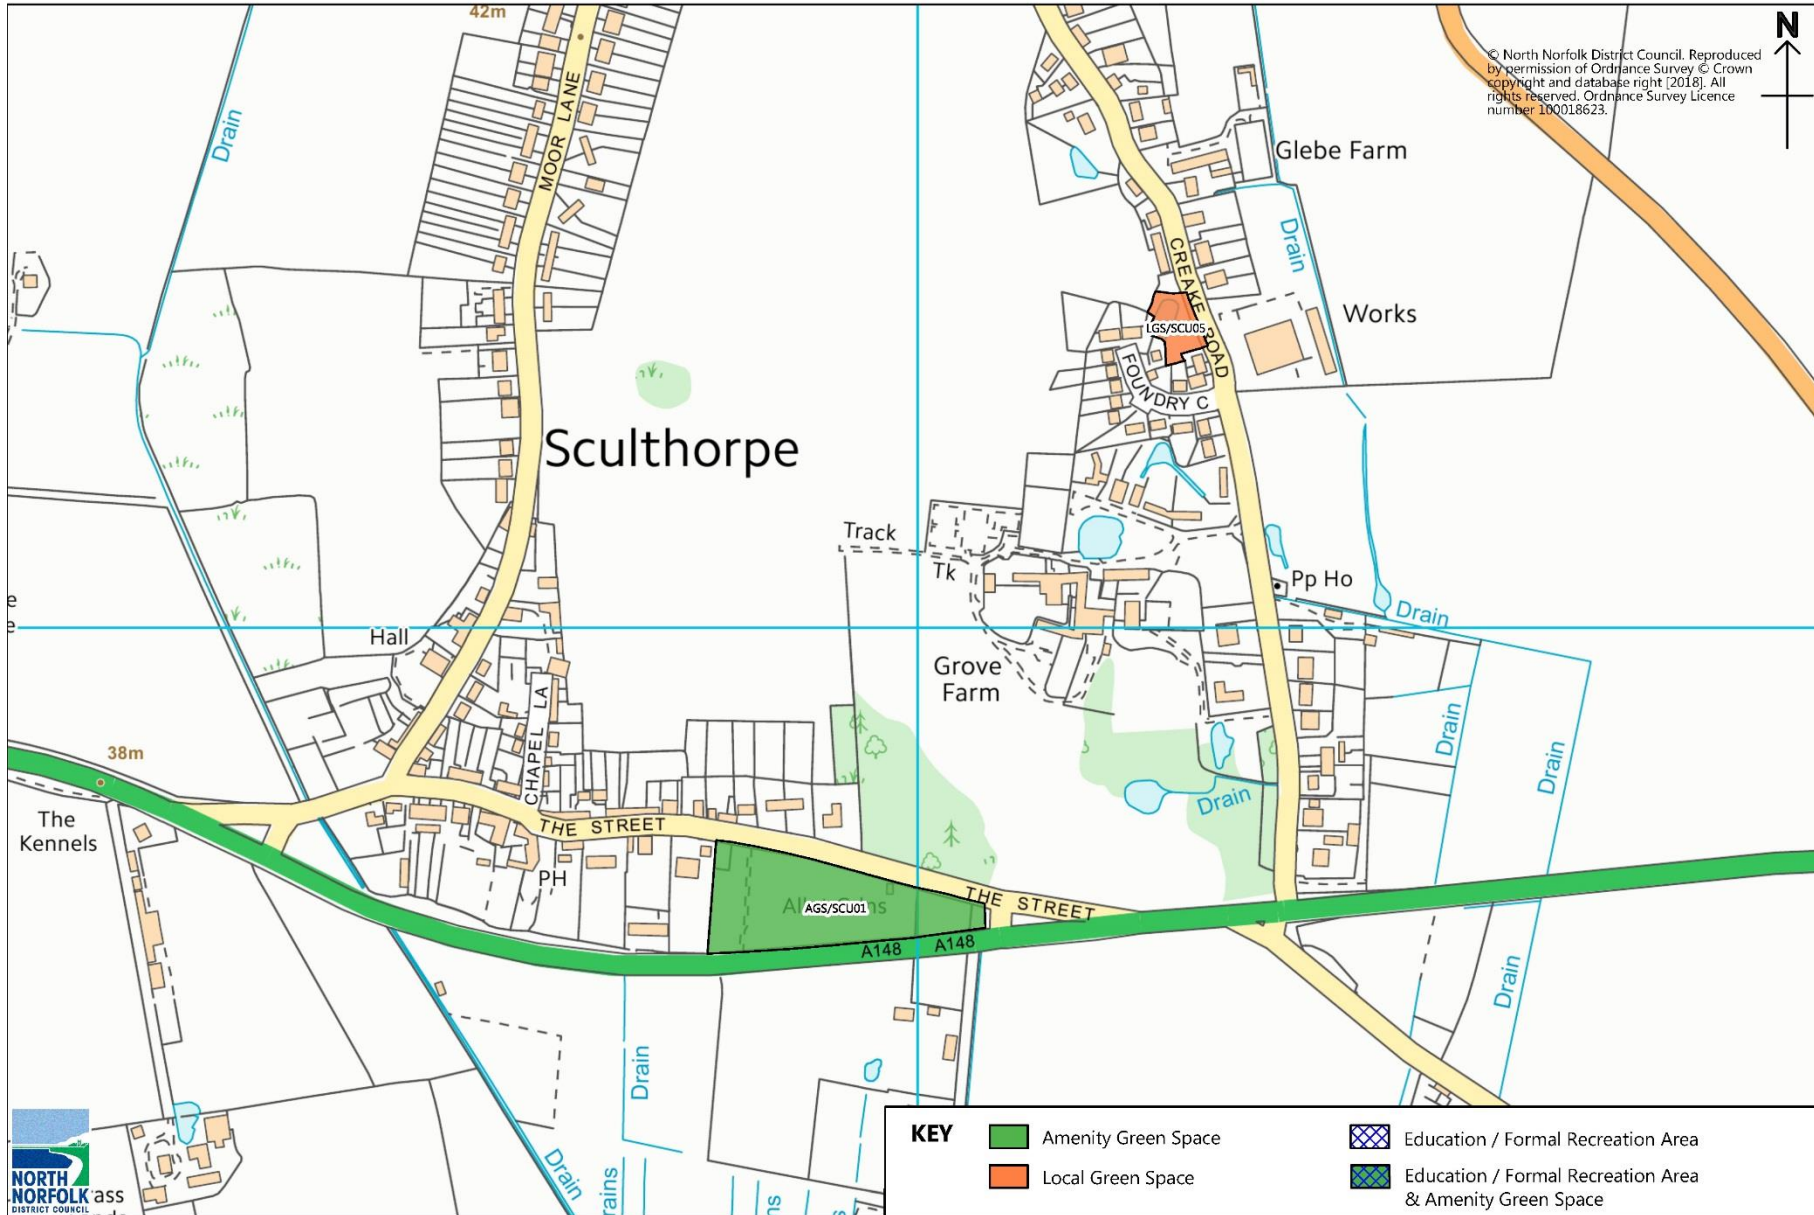 42m
N
© North Norfolk District Council. Reproduced
by permission of Ordnance Survey © Crown
copyright and database right [2018]. All
rights reserved. Ordnance Survey Licence
number 100018623.
MOOR LANE
Drain
Glebe Farm
Drain
CREAKE ROAD
Works
LGS/SCU05
FOUNDRY C
Sculthorpe
Track
Tk
Pp Ho
Drain
Hall
Grove
Farm
CHAPEL LA
Drain
Drain
38m
Drain
The
Kennels
THE STREET
PH
THE STREET
AGS/SCU01
A148
A148
Drain
Drain
Drain
rains
ns
s
NORTH
NORFOLK
DISTRICT COUNCIL
rass
KEY
Amenity Green Space
Local Green Space
Education / Formal Recreation Area
Education / Formal Recreation Area
& Amenity Green Space